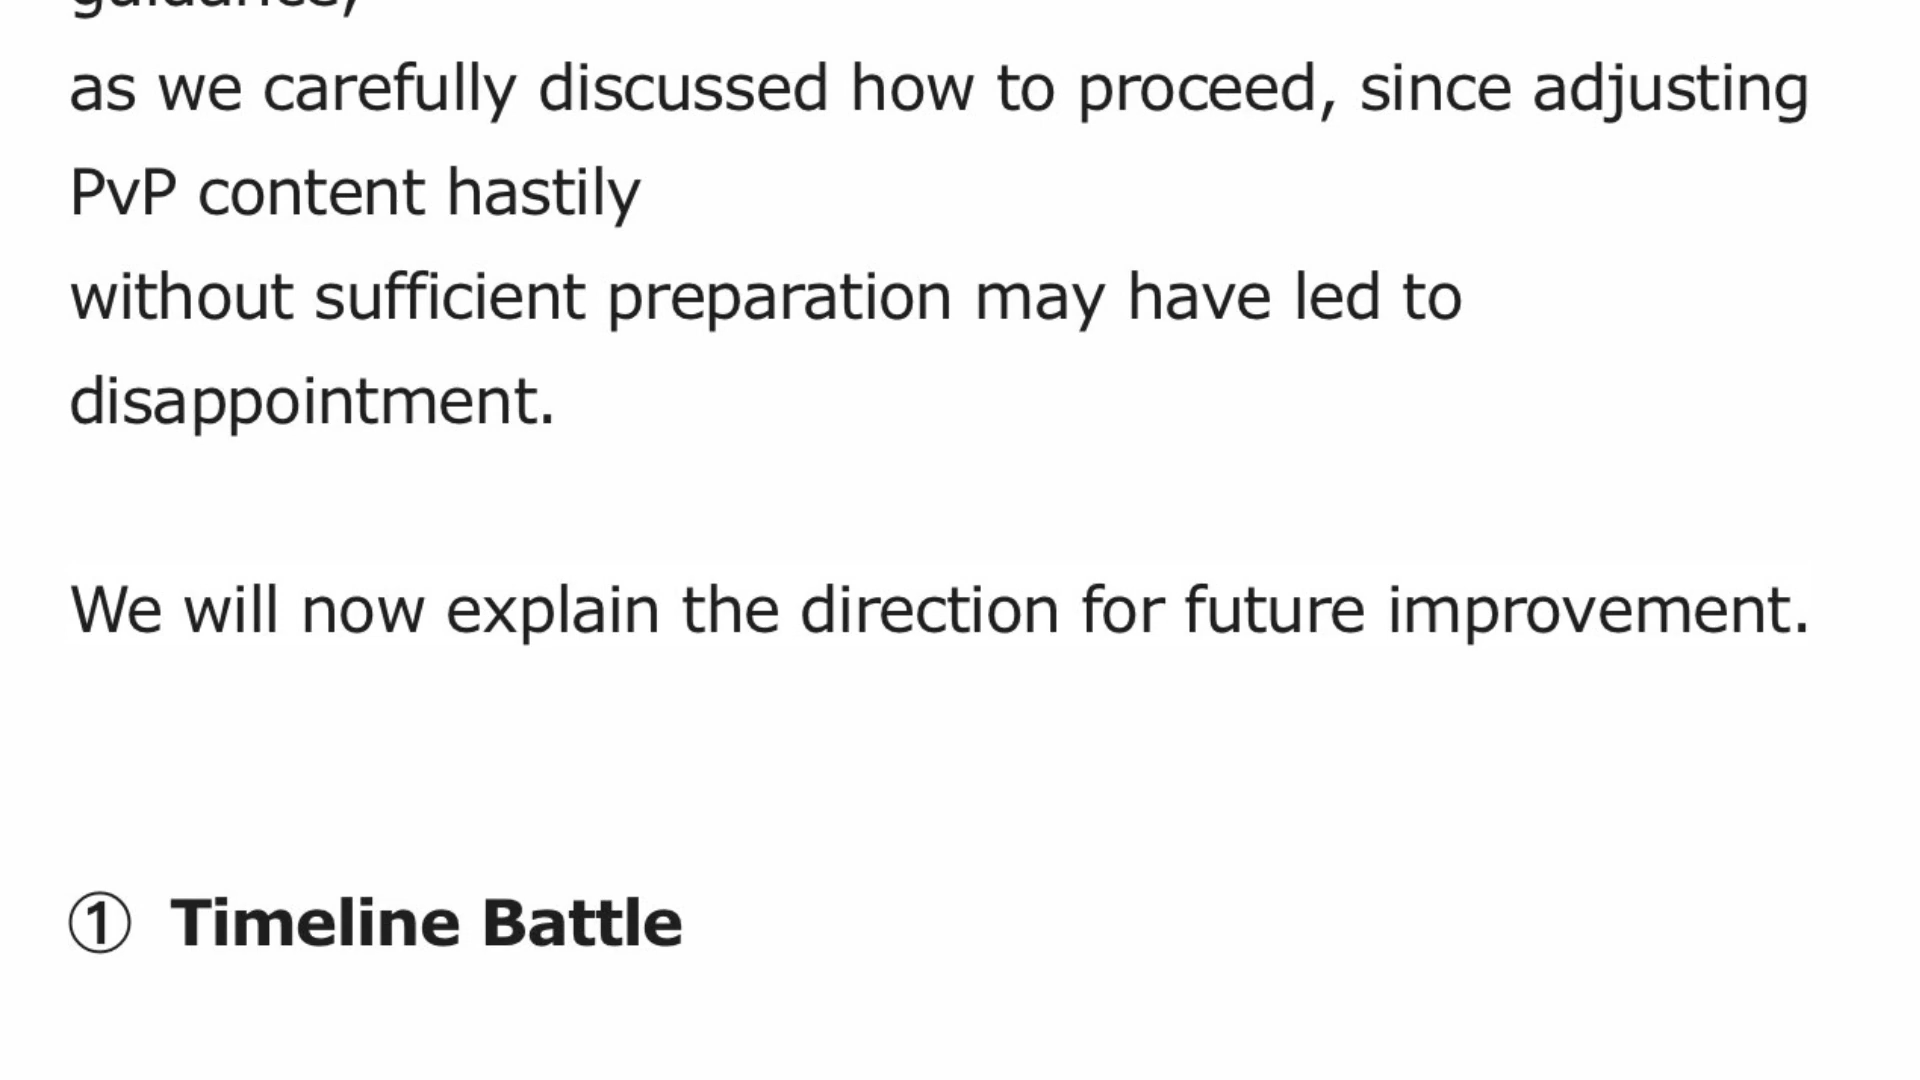 guidance,
as we carefully discussed how to proceed, since adjusting
PvP content hastily
without sufficient preparation may have led to
disappointment.
We will now explain the direction for future improvement.
① Timeline Battle